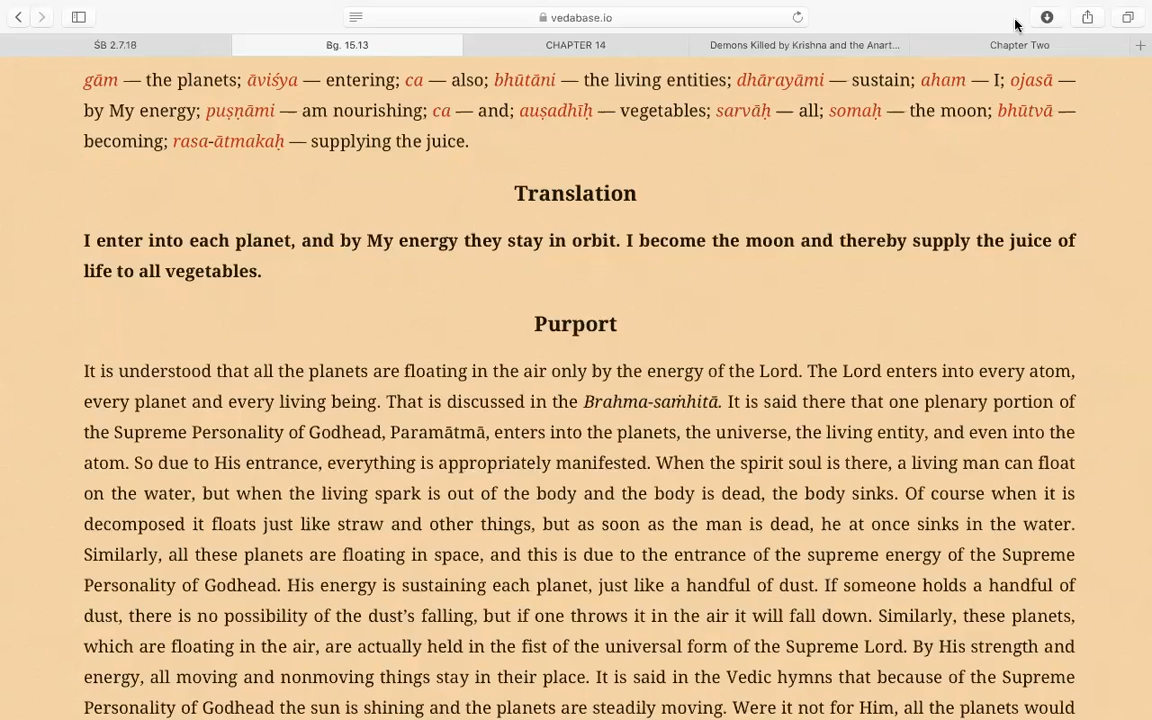 vedabase.io
ŚB 2.7.18
Bg. 15.13
CHAPTER 14
Demons Killed by Krishna and the Anart...
Chapter Two
gām — the planets; āviśya — entering; ca — also; bhūtāni — the living entities; dhārayāmi — sustain; aham — I; ojasā —
by My energy; puṣṇāmi — am nourishing; ca — and; auṣadhīḥ — vegetables; sarvāḥ — all; somaḥ — the moon; bhūtvā —
becoming; rasa-ātmakaḥ — supplying the juice.
Translation
I enter into each planet, and by My energy they stay in orbit. I become the moon and thereby supply the juice of
life to all vegetables.
Purport
It is understood that all the planets are floating in the air only by the energy of the Lord. The Lord enters into every atom,
every planet and every living being. That is discussed in the Brahma-saṁhitā. It is said there that one plenary portion of
the Supreme Personality of Godhead, Paramātmā, enters into the planets, the universe, the living entity, and even into the
atom. So due to His entrance, everything is appropriately manifested. When the spirit soul is there, a living man can float
on the water, but when the living spark is out of the body and the body is dead, the body sinks. Of course when it is
decomposed it floats just like straw and other things, but as soon as the man is dead, he at once sinks in the water.
Similarly, all these planets are floating in space, and this is due to the entrance of the supreme energy of the Supreme
Personality of Godhead. His energy is sustaining each planet, just like a handful of dust. If someone holds a handful of
dust, there is no possibility of the dust’s falling, but if one throws it in the air it will fall down. Similarly, these planets,
which are floating in the air, are actually held in the fist of the universal form of the Supreme Lord. By His strength and
energy, all moving and nonmoving things stay in their place. It is said in the Vedic hymns that because of the Supreme
Personality of Godhead the sun is shining and the planets are steadily moving. Were it not for Him, all the planets would